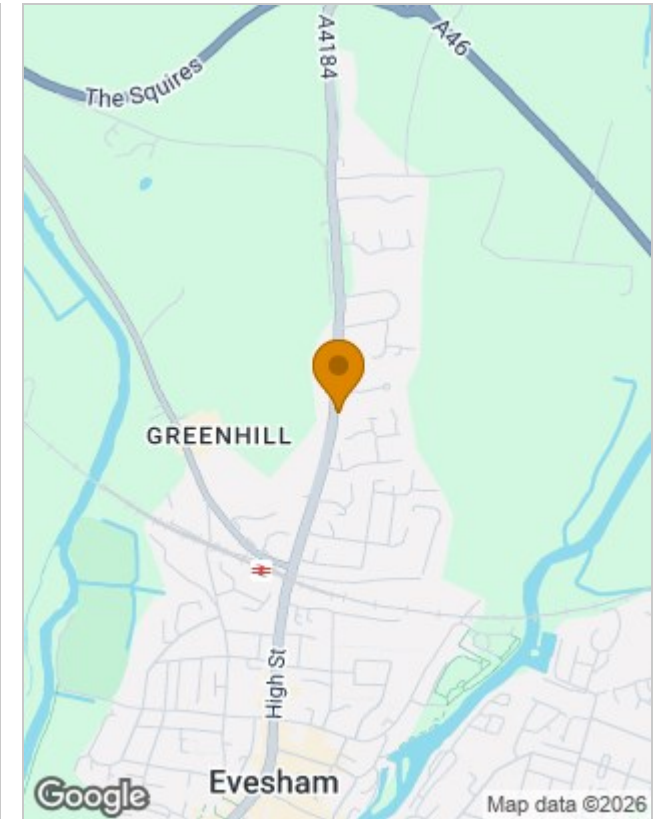 A4184
A46
The Squires
GREENHILL
High St
Evesham
Google
Map data ©2026